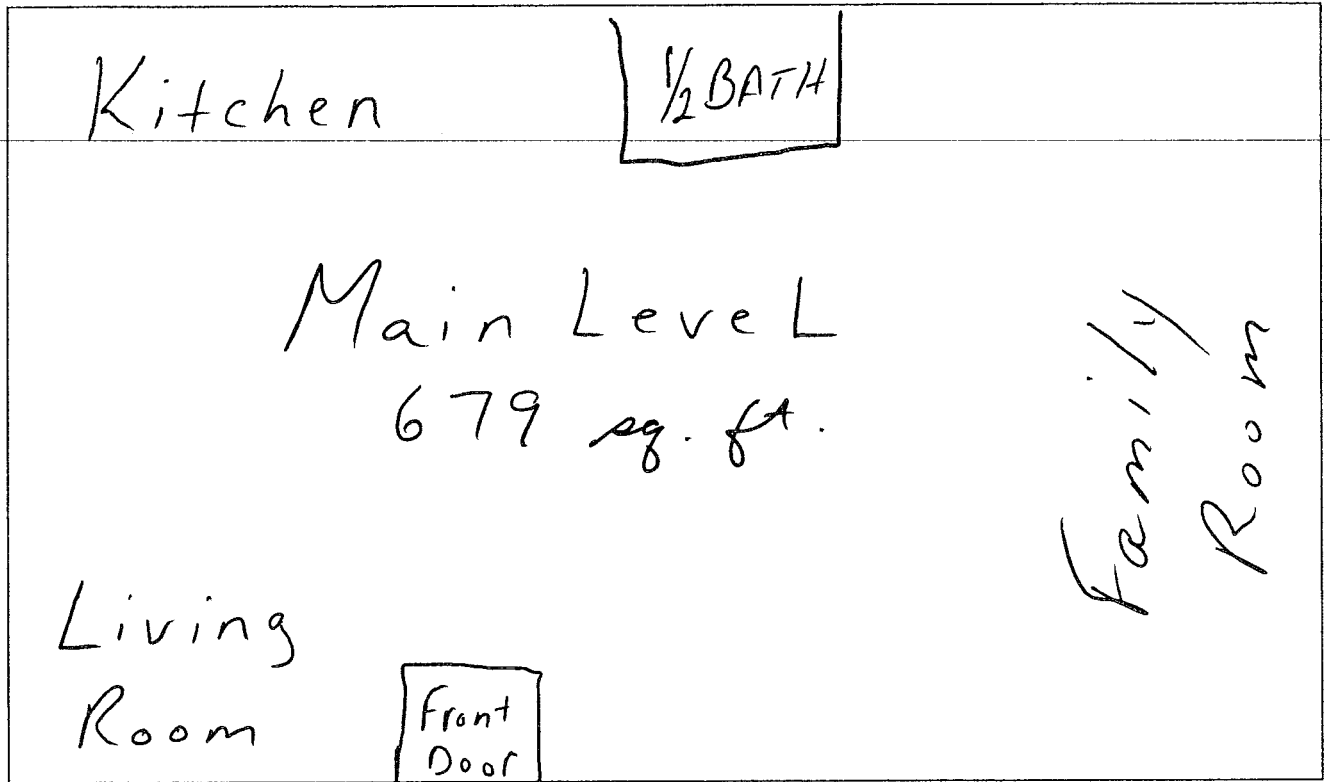 Kitchen
1/2 BATH
Main LeveL
679 sq. ft.
Family
Room
Living
Room
Front
Door